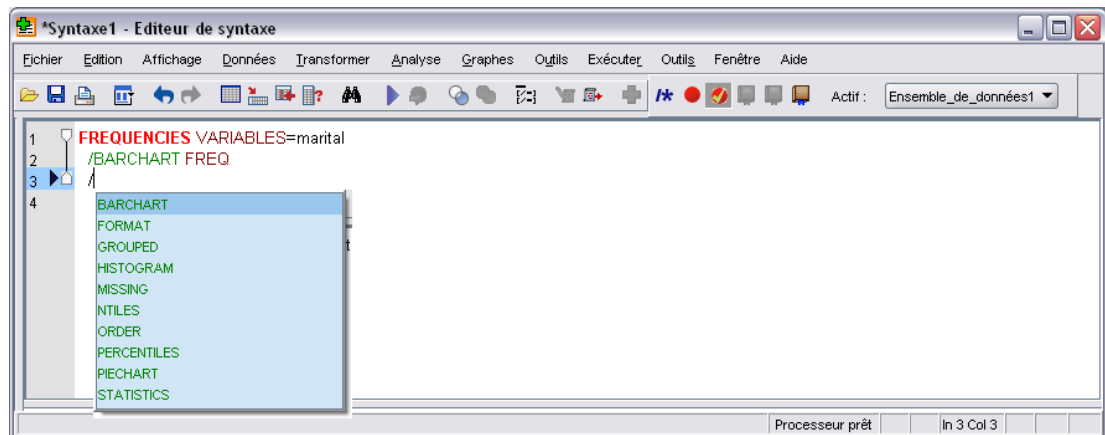 *Syntaxe1 - Editeur de syntaxe
Fichier Edition Affichage Données Transformer Analyse Graphes Outils Exécuter Outils Fenêtre Aide
Actif : Ensemble_de_données1
1 FREQUENCIES VARIABLES=marital
2 /BARCHART FREQ
3 /
4
BARCHART
FORMAT
GROUPED
HISTOGRAM
MISSING
NTILES
ORDER
PERCENTILES
PIECHART
STATISTICS
Processeur prêt In 3 Col 3